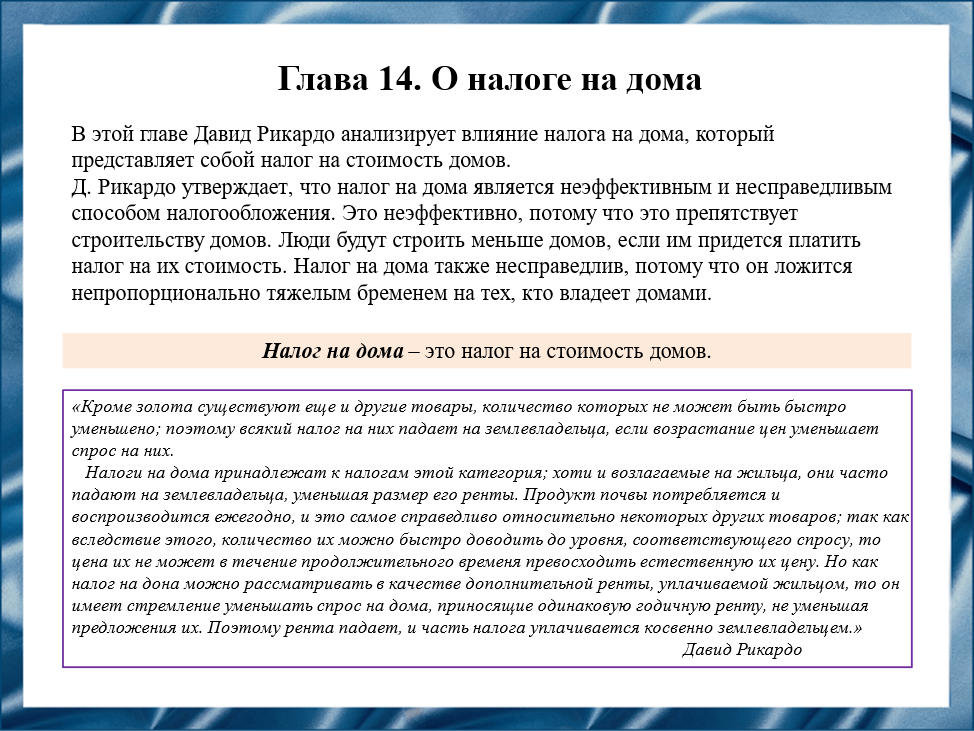 Глава 14. О налоге на дома
В этой главе Давид Рикардо анализирует влияние налога на дома, который
представляет собой налог на стоимость домов.
Д. Рикардо утверждает, что налог на дома является неэффективным и несправедливым
способом налогообложения. Это неэффективно, потому что это препятствует
строительству домов. Люди будут строить меньше домов, если им придется платить
налог на их стоимость. Налог на дома также несправедлив, потому что он ложится
непропорционально тяжелым бременем на тех, кто владеет домами.
Налог на дома – это налог на стоимость домов.
«Кроме золота существуют еще и другие товары, количество которых не может быть быстро
уменьшено; поэтому всякий налог на них падает на землевладельца, если возрастание цен уменьшает
спрос на них.
Налоги на дома принадлежат к налогам этой категория; хоти и возлагаемые на жильца, они часто
падают на землевладельца, уменьшая размер его ренты. Продукт почвы потребляется и
воспроизводится ежегодно, и это самое справедливо относительно некоторых других товаров; так как
вследствие этого, количество их можно быстро доводить до уровня, соответствующего спросу, то
цена их не может в течение продолжительного временя превосходить естественную их цену. Но как
налог на дона можно рассматривать в качестве дополнительной ренты, уплачиваемой жильцом, то он
имеет стремление уменьшать спрос на дома, приносящие одинаковую годичную ренту, не уменьшая
предложения их. Поэтому рента падает, и часть налога уплачивается косвенно землевладельцем.»
Давид Рикардо